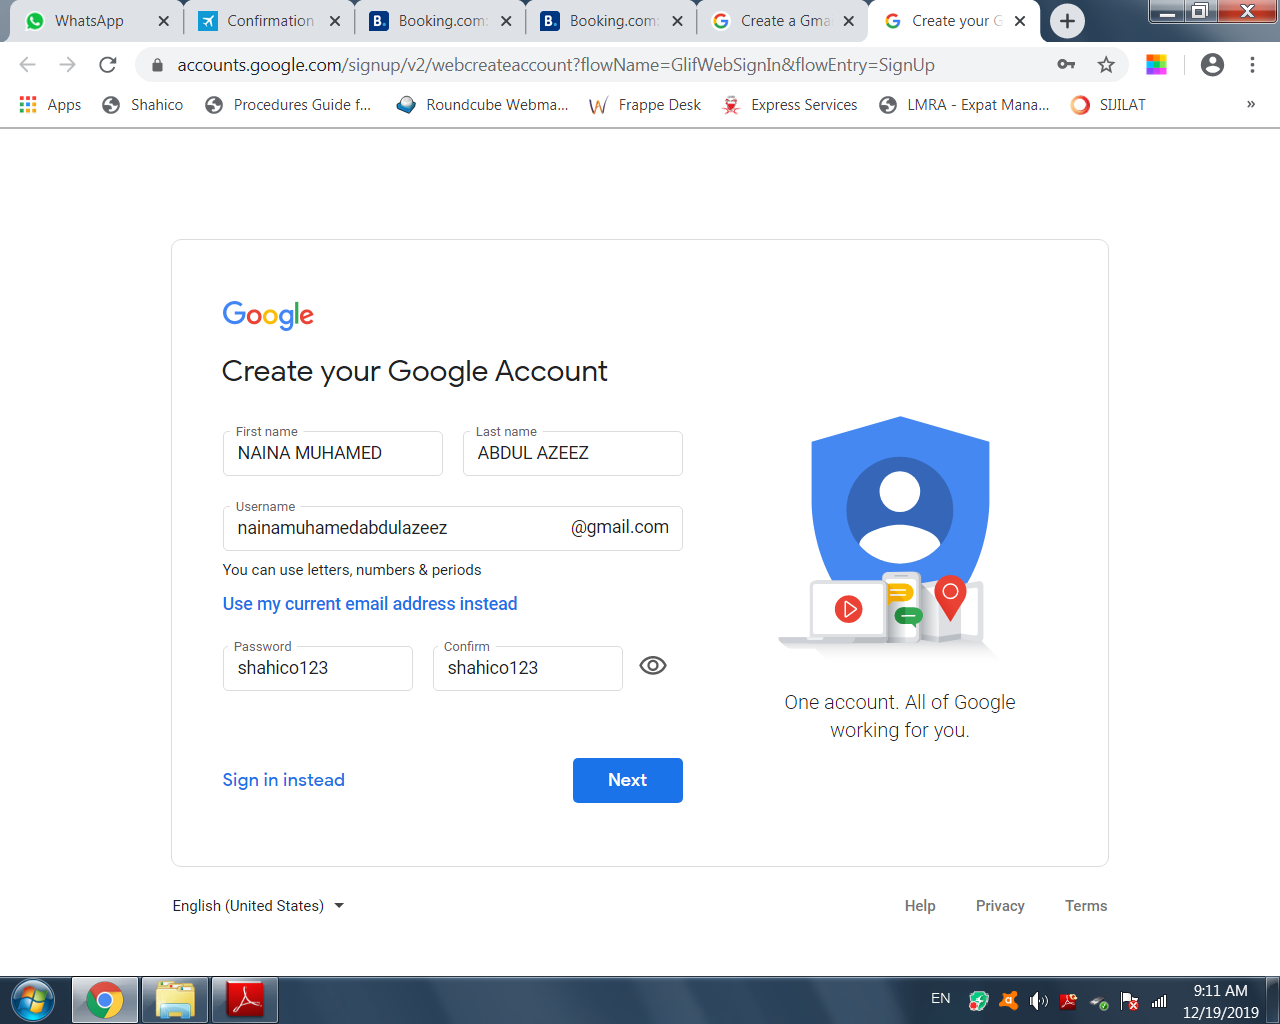 WhatsApp
Confirmation
Booking.com:
Booking.com:
Create a Gma
Create your G
accounts.google.com/signup/v2/webcreateaccount?flowName=GlifWebSignIn&flowEntry=SignUp
Apps
Shahico
Procedures Guide f...
Roundcube Webma...
Frappe Desk
Express Services
LMRA - Expat Mana...
SIJILAT
»
Google
Create your Google Account
First name
NAINA MUHAMED
Last name
ABDUL AZEEZ
Username
nainamuhamedabdulazeez
@gmail.com
You can use letters, numbers & periods
Use my current email address instead
Password
shahico123
Confirm
shahico123
Sign in instead
Next
One account. All of Google
working for you.
English (United States)
Help
Privacy
Terms
EN
9:11 AM
12/19/2019